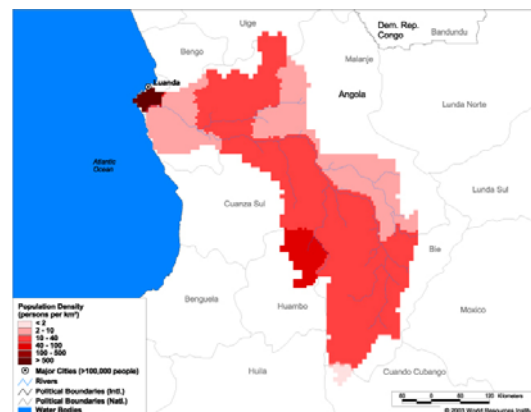 Uige
Dem. Rep.
Congo
Bandundu
Bengo
Malanje
Luanda
Angola
Lunda Norte
Atlantic
Ocean
Lunda Sul
Cuanza Sul
Bie
Benguela
Huambo
Moxico
Huila
Cuando Cubango
Population Density
(persons per km²)
< 2
2 - 10
10 - 40
40 - 100
100 - 500
> 500
Major Cities (>100,000 people)
Rivers
Political Boundaries (Intl.)
Political Boundaries (Natl.)
Water Bodies
60
0
60
Kilometers
© 2003 World Resources Institute